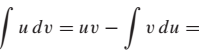 ∫ u dv = uv − ∫ v du =